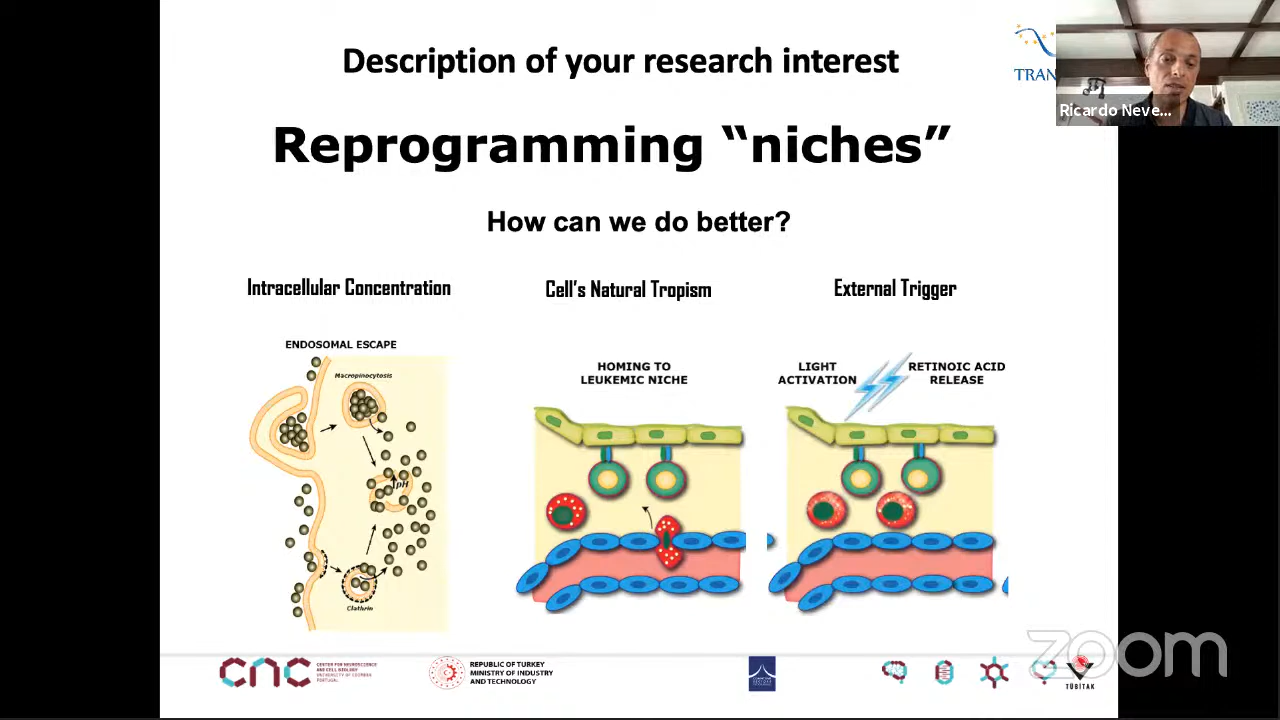 Description of your research interest
TRAN
Ricardo Neve...
Reprogramming “niches”
How can we do better?
Intracellular Concentration
Cell's Natural Tropism
External Trigger
ENDOSOMAL ESCAPE
Macropinocytosis
pH
Clathrin
HOMING TO
LEUKEMIC NICHE
LIGHT
ACTIVATION
RETINOIC ACID
RELEASE
cnc
CENTER FOR NEUROSCIENCE
AND CELL BIOLOGY
UNIVERSITY OF COIMBRA
PORTUGAL
REPUBLIC OF TURKEY
MINISTRY OF INDUSTRY
AND TECHNOLOGY
zoom
TÜBİTAK